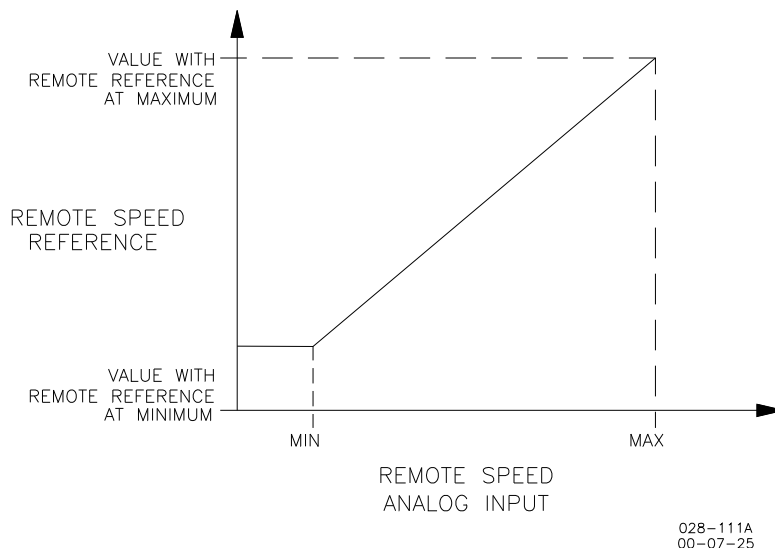 VALUE WITH
REMOTE REFERENCE
AT MAXIMUM
REMOTE SPEED
REFERENCE
VALUE WITH
REMOTE REFERENCE
AT MINIMUM
MIN
MAX
REMOTE SPEED
ANALOG INPUT
028-111A
00-07-25